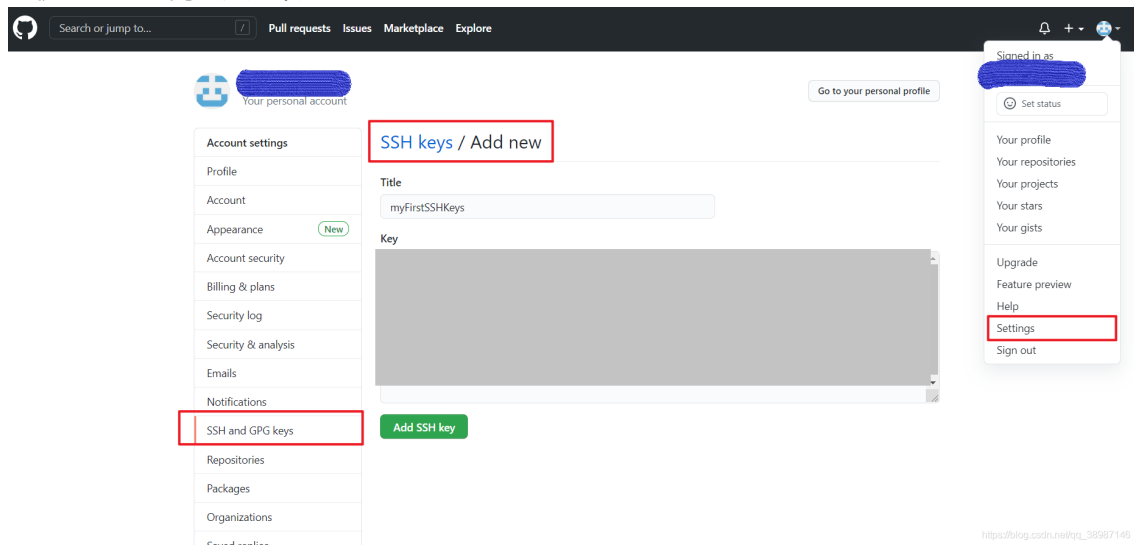 Search or jump to... /
Pull requests Issues Marketplace Explore
Signed in as
Your personal account
Go to your personal profile
Set status
Account settings
Profile
Account
Appearance New
Account security
Billing & plans
Security log
Security & analysis
Emails
Notifications
SSH and GPG keys
Repositories
Packages
Organizations
SSH keys / Add new
Title
myFirstSSHKeys
Key
Add SSH key
Your profile
Your repositories
Your projects
Your stars
Your gists
Upgrade
Feature preview
Help
Settings
Sign out
https://blog.csdn.net/qq_38987146